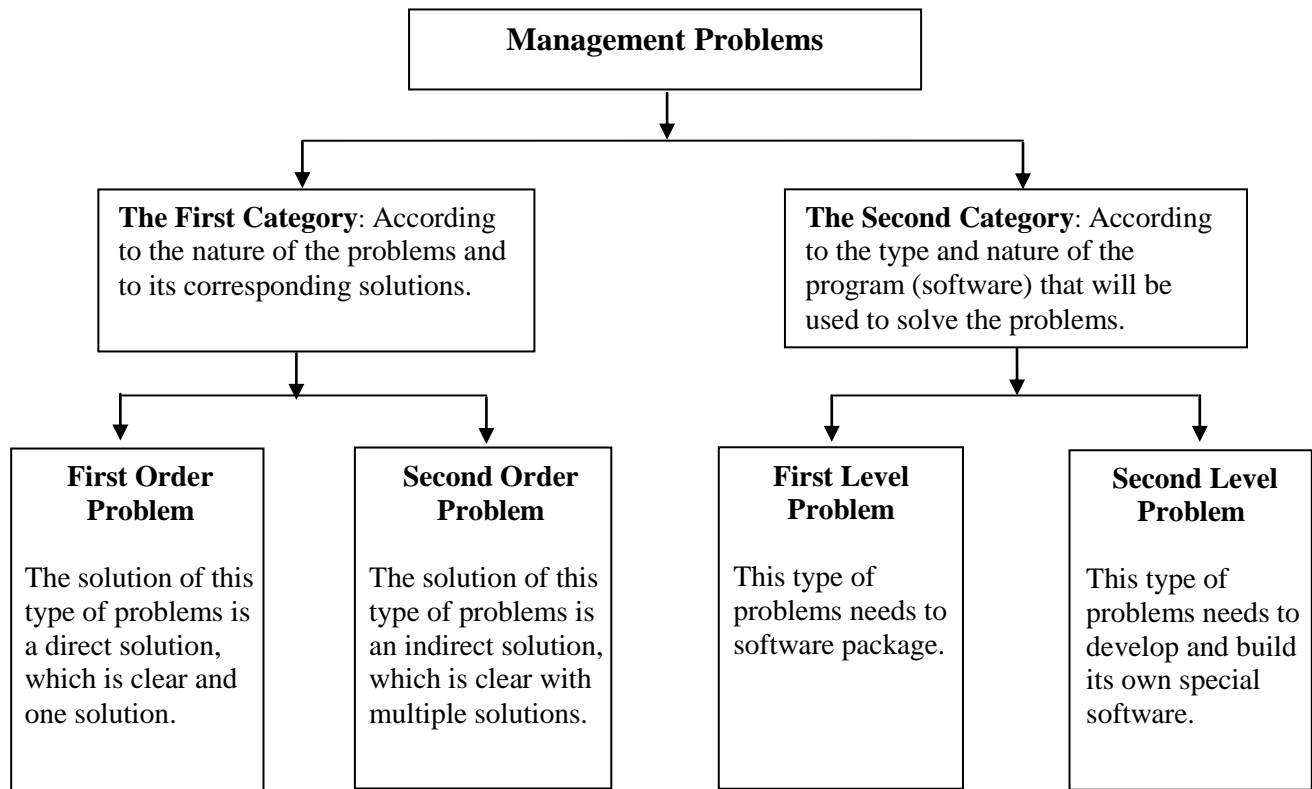 Management Problems
The First Category: According
to the nature of the problems and
to its corresponding solutions.
The Second Category: According
to the type and nature of the
program (software) that will be
used to solve the problems.
First Order
Problem
The solution of this
type of problems is
a direct solution,
which is clear and
one solution.
Second Order
Problem
The solution of this
type of problems is
an indirect solution,
which is clear with
multiple solutions.
First Level
Problem
This type of
problems needs to
software package.
Second Level
Problem
This type of
problems needs to
develop and build
its own special
software.